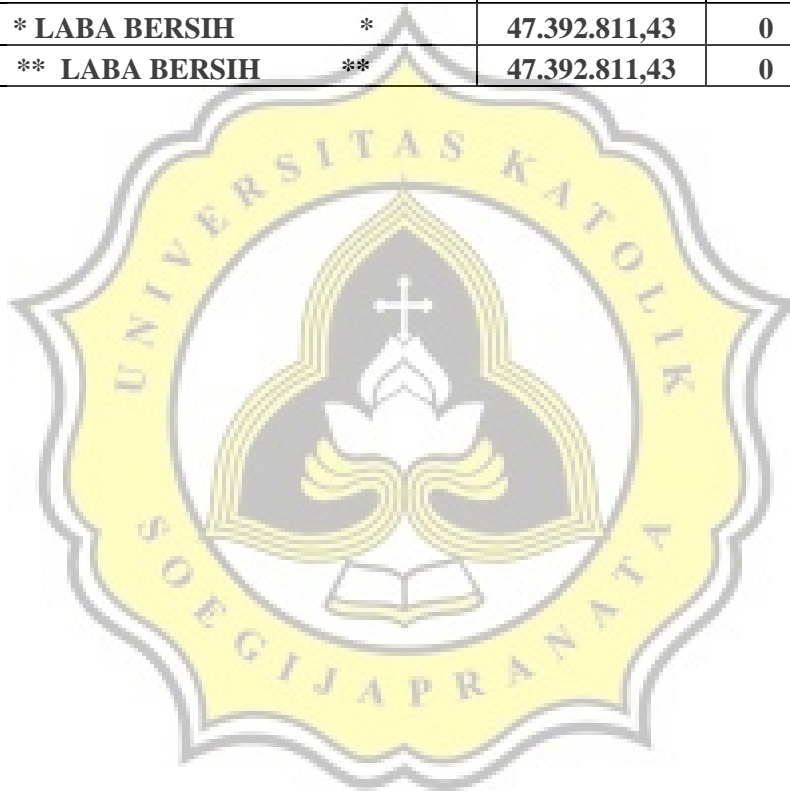 * LABA BERSIH * 47.392.811,43 0
** LABA BERSIH ** 47.392.811,43 0
UNIVERSITAS KATOLIK
SOEGIJAPRANATA